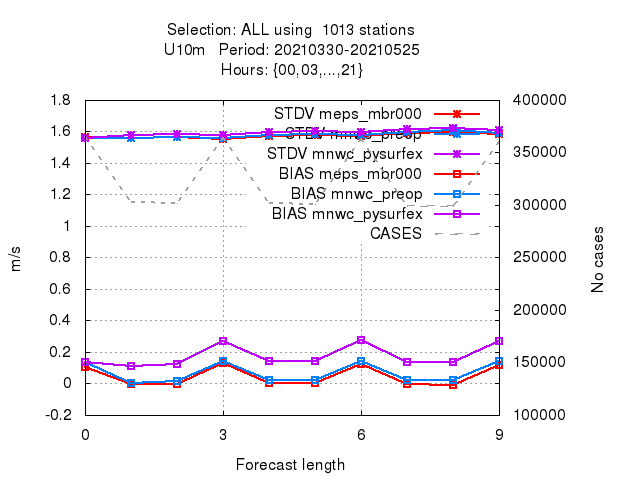 Selection: ALL using  1013 stations
U10m   Period: 20210330-20210525
Hours: {00,03,...,21}
1.8
1.6
1.4
1.2
1
0.8
0.6
0.4
0.2
0
-0.2
400000
350000
300000
250000
200000
150000
100000
0
3
6
9
m/s
No cases
Forecast length
STDV meps_mbr000
STDV mnwc_preop
STDV mnwc_pysurfex
BIAS meps_mbr000
BIAS mnwc_preop
BIAS mnwc_pysurfex
CASES